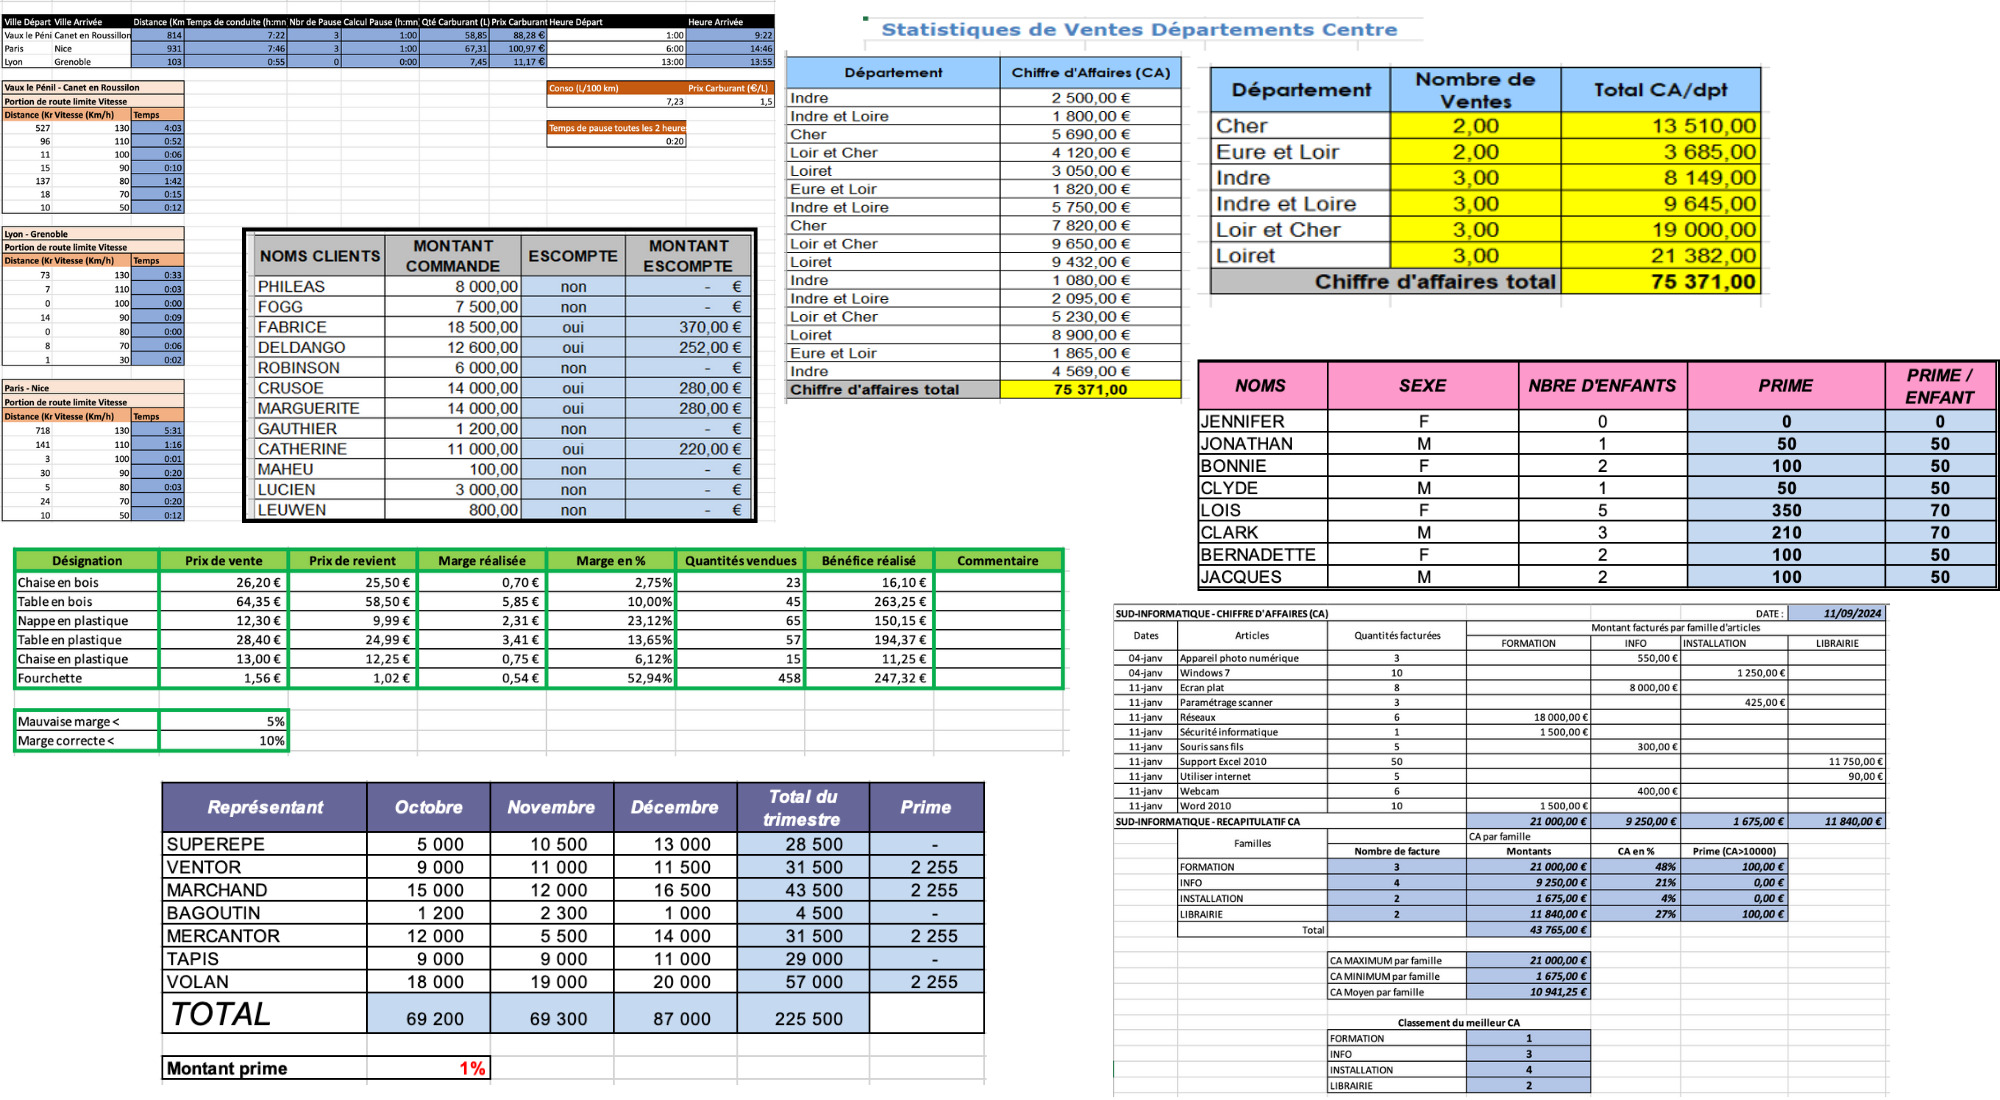 Ville Départ Ville Arrivée Distance (Km Temps de conduite (h:mn Nbr de Pause Calcul Pause (h:mn Qté Carburant (L) Prix Carburant Heure Départ Heure Arrivée
Vaux le Péni Canet en Roussillon 814 7:22 3 1:00 58,85 88,28 € 1:00 9:22
Paris Nice 931 7:46 3 1:00 67,31 100,97 € 6:00 14:46
Lyon Grenoble 103 0:55 0 0:00 7,45 11,17 € 13:00 13:55
Vaux le Pénil - Canet en Roussilon
Portion de route limite Vitesse
Distance (Kr Vitesse (Km/h) Temps
527 130 4:03
96 110 0:52
11 100 0:06
15 90 0:10
137 80 1:42
18 70 0:15
10 50 0:12
Conso (L/100 km) Prix Carburant (€/L)
7,23 1,5
Temps de pause toutes les 2 heure
0:20
Lyon - Grenoble
Portion de route limite Vitesse
Distance (Kr Vitesse (Km/h) Temps
73 130 0:33
7 110 0:03
0 100 0:00
14 90 0:09
0 80 0:00
8 70 0:06
1 30 0:02
Paris - Nice
Portion de route limite Vitesse
Distance (Kr Vitesse (Km/h) Temps
718 130 5:31
141 110 1:16
3 100 0:01
30 90 0:20
5 80 0:03
24 70 0:20
10 50 0:12
NOMS CLIENTS MONTANT COMMANDE ESCOMPTE MONTANT ESCOMPTE
PHILEAS 8 000,00 non - €
FOGG 7 500,00 non - €
FABRICE 18 500,00 oui 370,00 €
DELDANGO 12 600,00 oui 252,00 €
ROBINSON 6 000,00 non - €
CRUSOE 14 000,00 oui 280,00 €
MARGUERITE 14 000,00 oui 280,00 €
GAUTHIER 1 200,00 non - €
CATHERINE 11 000,00 oui 220,00 €
MAHEU 100,00 non - €
LUCIEN 3 000,00 non - €
LEUWEN 800,00 non - €
Statistiques de Ventes Départements Centre
Département Chiffre d'Affaires (CA)
Indre 2 500,00 €
Indre et Loire 1 800,00 €
Cher 5 690,00 €
Loir et Cher 4 120,00 €
Loiret 3 050,00 €
Eure et Loir 1 820,00 €
Indre et Loire 5 750,00 €
Cher 7 820,00 €
Loir et Cher 9 650,00 €
Loiret 9 432,00 €
Indre 1 080,00 €
Indre et Loire 2 095,00 €
Loir et Cher 5 230,00 €
Loiret 8 900,00 €
Eure et Loir 1 865,00 €
Indre 4 569,00 €
Chiffre d'affaires total 75 371,00
Département Nombre de Ventes Total CA/dpt
Cher 2,00 13 510,00
Eure et Loir 2,00 3 685,00
Indre 3,00 8 149,00
Indre et Loire 3,00 9 645,00
Loir et Cher 3,00 19 000,00
Loiret 3,00 21 382,00
Chiffre d'affaires total 75 371,00
NOMS SEXE NBRE D'ENFANTS PRIME PRIME / ENFANT
JENNIFER F 0 0 0
JONATHAN M 1 50 50
BONNIE F 2 100 50
CLYDE M 1 50 50
LOIS F 5 350 70
CLARK M 3 210 70
BERNADETTE F 2 100 50
JACQUES M 2 100 50
Désignation Prix de vente Prix de revient Marge réalisée Marge en % Quantités vendues Bénéfice réalisé Commentaire
Chaise en bois 26,20 € 25,50 € 0,70 € 2,75% 23 16,10 €
Table en bois 64,35 € 58,50 € 5,85 € 10,00% 45 263,25 €
Nappe en plastique 12,30 € 9,99 € 2,31 € 23,12% 65 150,15 €
Table en plastique 28,40 € 24,99 € 3,41 € 13,65% 57 194,37 €
Chaise en plastique 13,00 € 12,25 € 0,75 € 6,12% 15 11,25 €
Fourchette 1,56 € 1,02 € 0,54 € 52,94% 458 247,32 €
Mauvaise marge < 5%
Marge correcte < 10%
Représentant Octobre Novembre Décembre Total du trimestre Prime
SUPEREPE 5 000 10 500 13 000 28 500 -
VENTOR 9 000 11 000 11 500 31 500 2 255
MARCHAND 15 000 12 000 16 500 43 500 2 255
BAGOUTIN 1 200 2 300 1 000 4 500 -
MERCANTOR 12 000 5 500 14 000 31 500 2 255
TAPIS 9 000 9 000 11 000 29 000 -
VOLAN 18 000 19 000 20 000 57 000 2 255
TOTAL 69 200 69 300 87 000 225 500
Montant prime 1%
SUD-INFORMATIQUE - CHIFFRE D'AFFAIRES (CA) DATE : 11/09/2024
Dates Articles Quantités facturées Montant facturés par famille d'articles
FORMATION INFO INSTALLATION LIBRAIRIE
04-janv Appareil photo numérique 3 550,00 €
04-janv Windows 7 10 1 250,00 €
11-janv Ecran plat 8 8 000,00 €
11-janv Paramétrage scanner 3 425,00 €
11-janv Réseaux 6 18 000,00 €
11-janv Sécurité informatique 1 1 500,00 €
11-janv Souris sans fils 5 300,00 €
11-janv Support Excel 2010 50 11 750,00 €
11-janv Utiliser internet 5 90,00 €
11-janv Webcam 6 400,00 €
11-janv Word 2010 10 1 500,00 €
SUD-INFORMATIQUE - RECAPITULATIF CA 21 000,00 € 9 250,00 € 1 675,00 € 11 840,00 €
Familles CA par famille
Nombre de facture Montants CA en % Prime (CA>10000)
FORMATION 3 21 000,00 € 48% 100,00 €
INFO 4 9 250,00 € 21% 0,00 €
INSTALLATION 2 1 675,00 € 4% 0,00 €
LIBRAIRIE 2 11 840,00 € 27% 100,00 €
Total 43 765,00 €
CA MAXIMUM par famille 21 000,00 €
CA MINIMUM par famille 1 675,00 €
CA Moyen par famille 10 941,25 €
Classement du meilleur CA
FORMATION 1
INFO 3
INSTALLATION 4
LIBRAIRIE 2